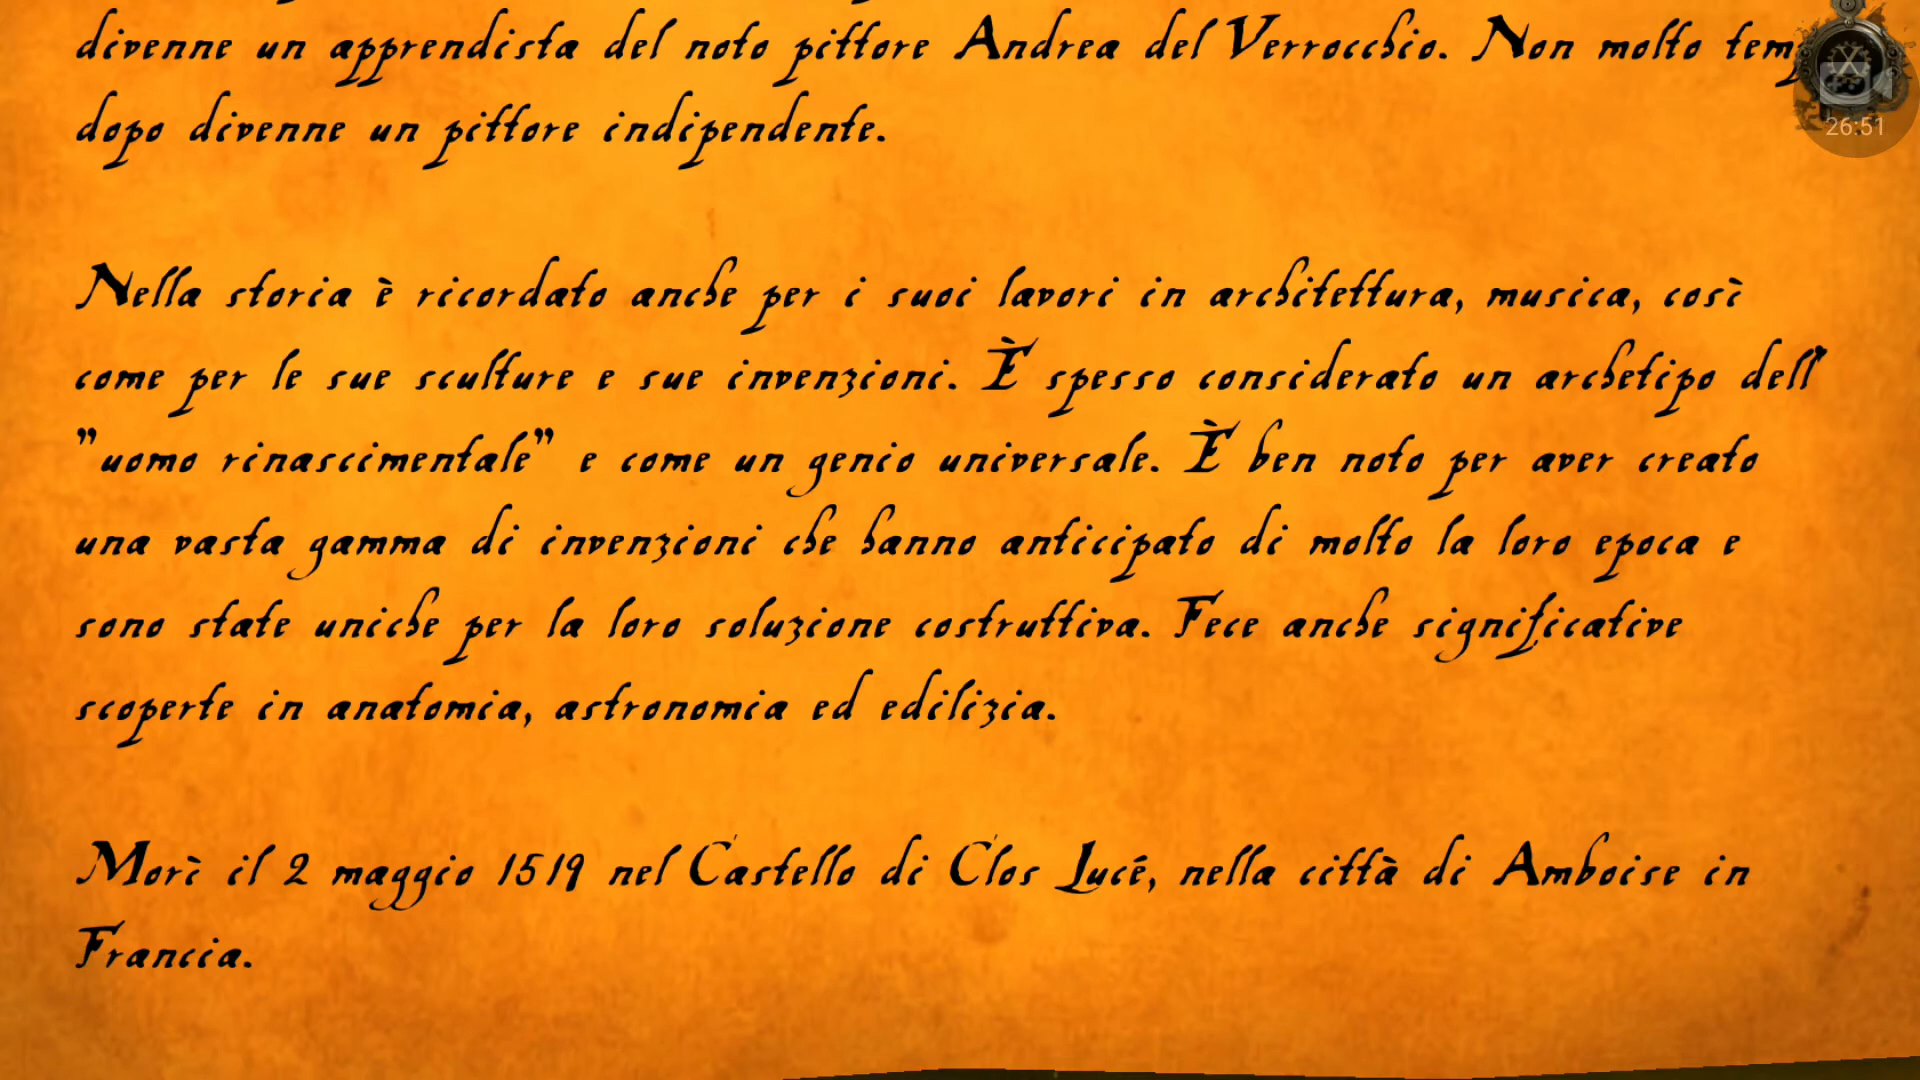 divenne un apprendista del noto pittore Andrea del Verrocchio. Non molto temp
dopo divenne un pittore indipendente.
Nella storia è ricordato anche per i suoi lavori in architettura, musica, così
come per le sue sculture e sue invenzioni. È spesso considerato un archetipo dell'
"uomo rinascimentale" e come un genio universale. È ben noto per aver creato
una vasta gamma di invenzioni che hanno anticipato di molto la loro epoca e
sono state uniche per la loro soluzione costruttiva. Fece anche significative
scoperte in anatomia, astronomia ed edilizia.
Morì il 2 maggio 1519 nel Castello di Clos Lucé, nella città di Amboise in
Francia.
26:51